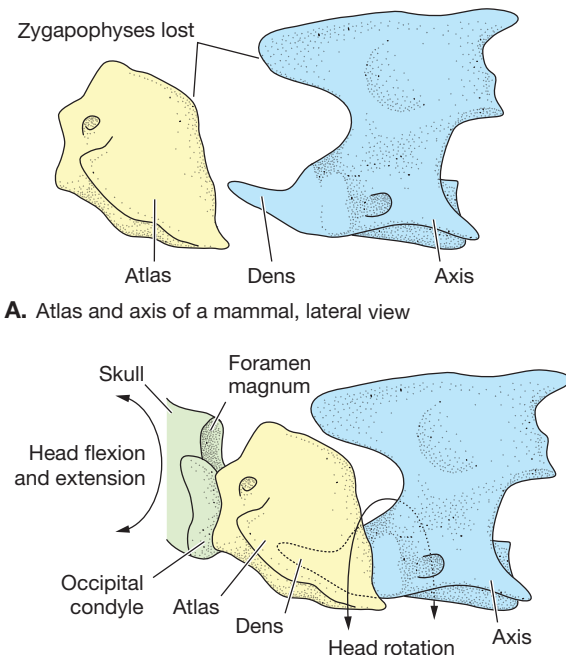 Zygapophyses lost
Atlas
Dens
Axis
A. Atlas and axis of a mammal, lateral view
Skull
Foramen
magnum
Head flexion
and extension
Occipital
condyle
Atlas
Dens
Head rotation
Axis